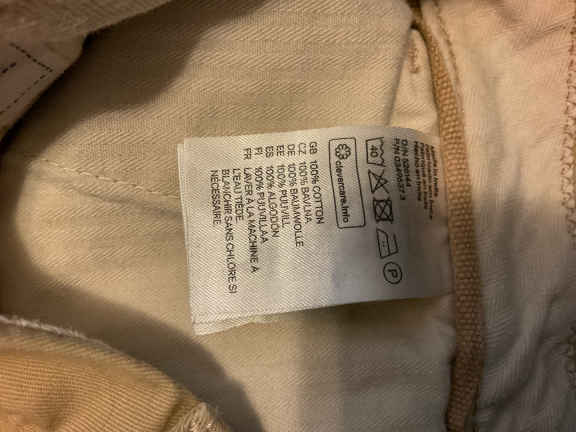 40
P
clevercare.info
GB 100% COTTON
CZ 100% BAVLNA
DE 100% BAUMWOLLE
EE 100% PUUVILL
ES 100% ALGODÓN
FI 100% PUUVILLAA
FR LAVER À LA MACHINE À
L'EAU TIÈDE.
BLANCHIR SANS CHLORE SI
NÉCESSAIRE.